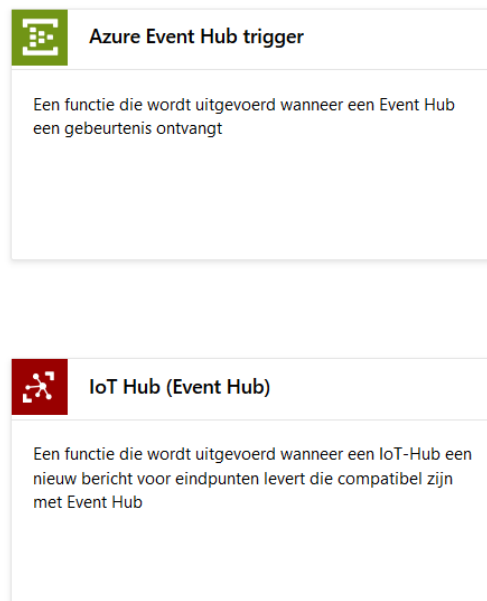 Azure Event Hub trigger
Een functie die wordt uitgevoerd wanneer een Event Hub
een gebeurtenis ontvangt
IoT Hub (Event Hub)
Een functie die wordt uitgevoerd wanneer een IoT-Hub een
nieuw bericht voor eindpunten levert die compatibel zijn
met Event Hub